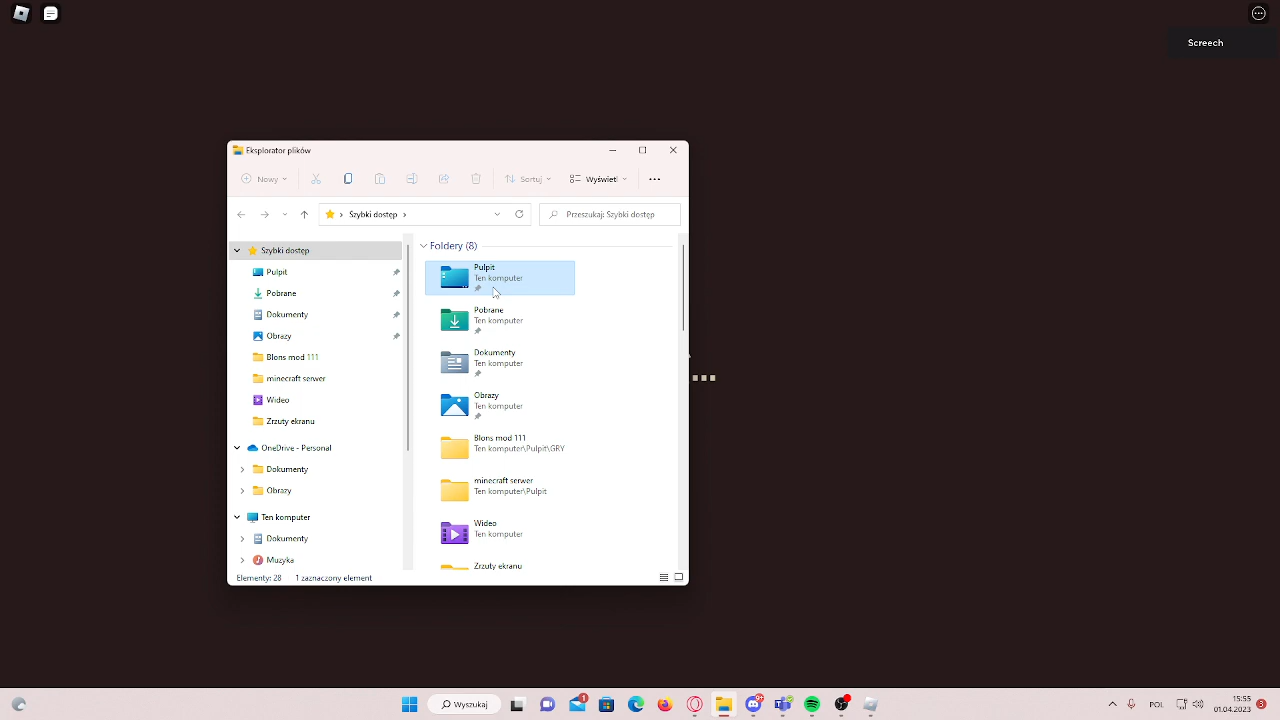 Screech
Eksplorator plików
Nowy
Sortuj
Wyświetl
Szybki dostęp
Przeszukaj: Szybki dostęp
Szybki dostęp
Pulpit
Pobrane
Dokumenty
Obrazy
Blons mod 111
minecraft serwer
Wideo
Zrzuty ekranu
OneDrive - Personal
Dokumenty
Obrazy
Ten komputer
Dokumenty
Muzyka
Foldery (8)
Pulpit
Ten komputer
Pobrane
Ten komputer
Dokumenty
Ten komputer
Obrazy
Ten komputer
Blons mod 111
Ten komputer\Pulpit\GRY
minecraft serwer
Ten komputer\Pulpit
Wideo
Ten komputer
Zrzuty ekranu
Elementy: 28
1 zaznaczony element
Wyszukaj
1
9+
POL
15:55
01.04.2023
3